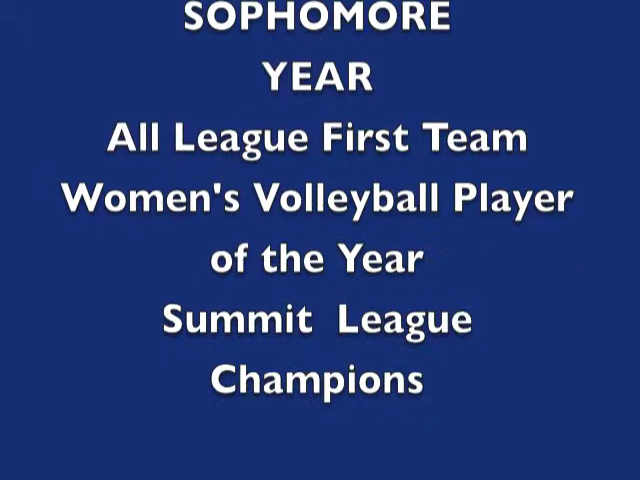 SOPHOMORE
YEAR
All League First Team
Women's Volleyball Player
of the Year
Summit  League
Champions